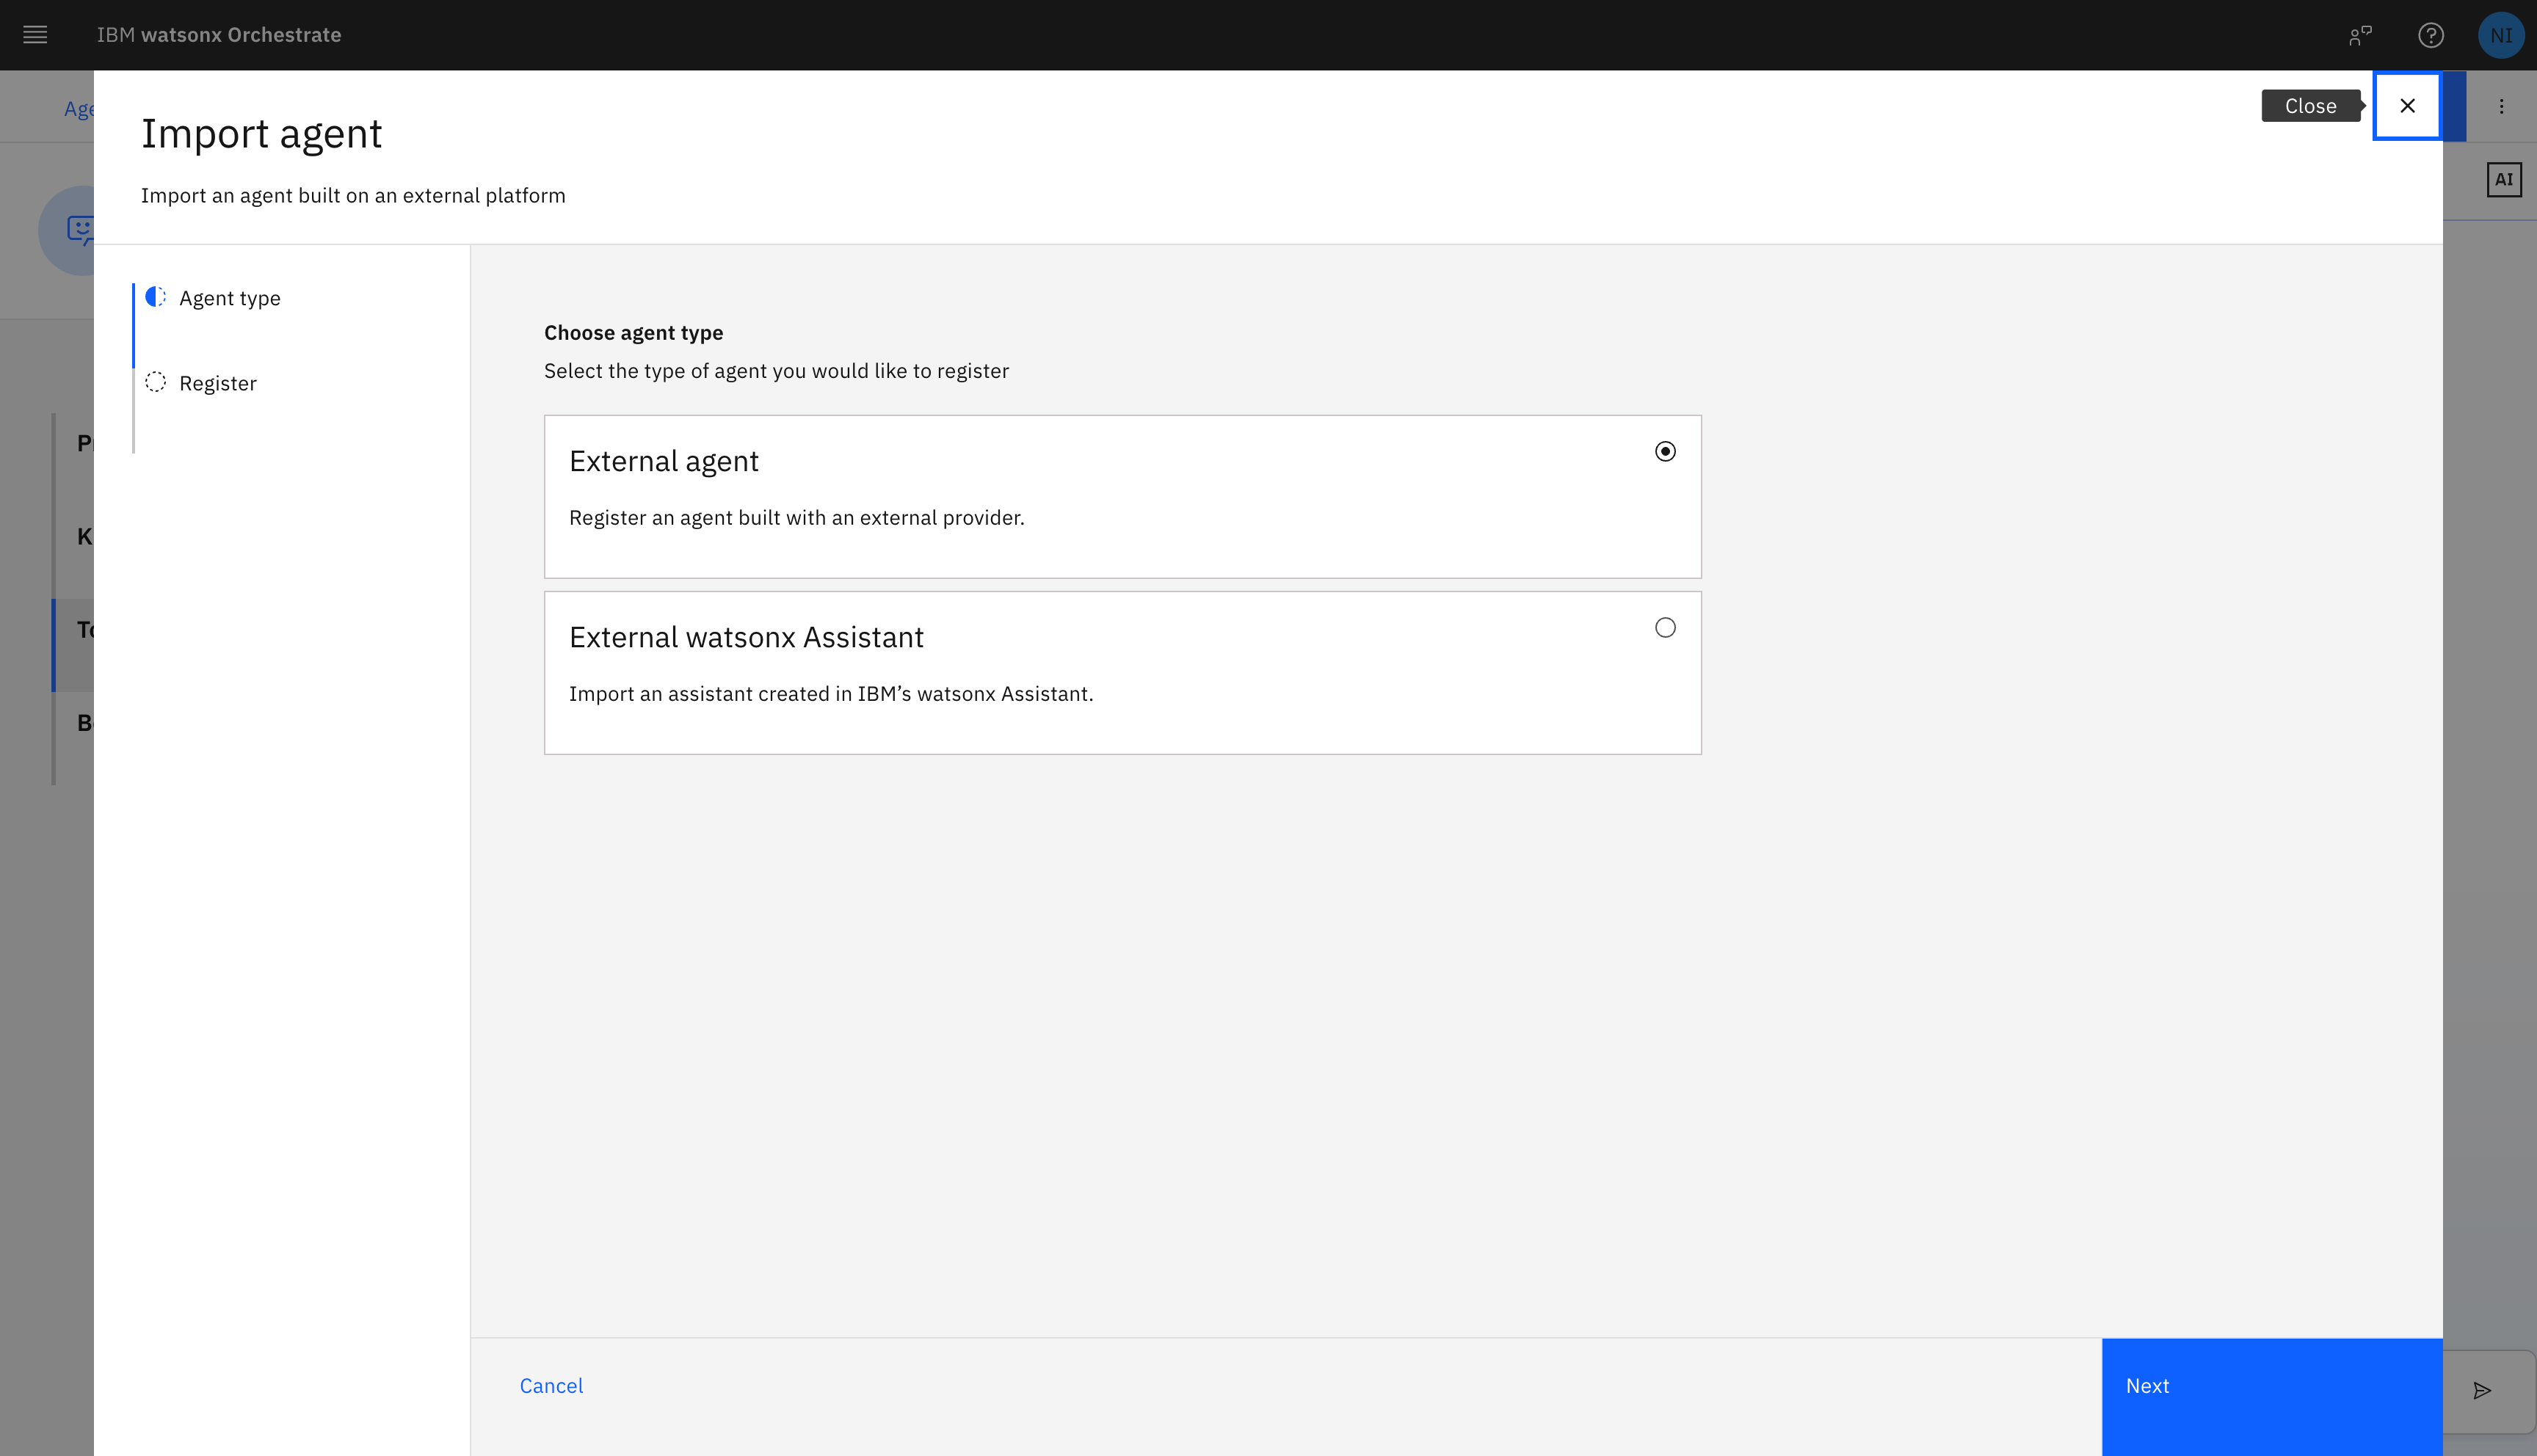 IBM watsonx Orchestrate
NI
Close
AI
Import agent
Import an agent built on an external platform
Agent type
Register
Choose agent type
Select the type of agent you would like to register
External agent
Register an agent built with an external provider.
External watsonx Assistant
Import an assistant created in IBM’s watsonx Assistant.
Cancel
Next